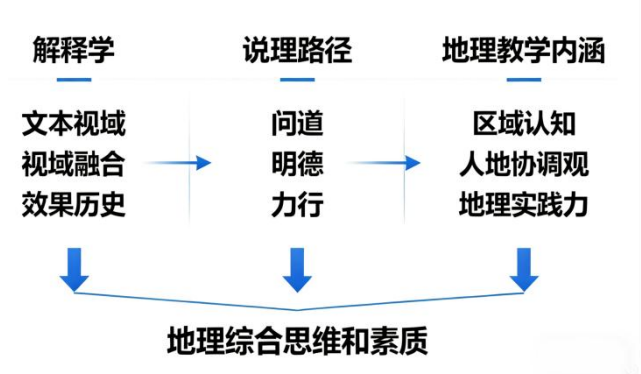 解释学 说理路径 地理教学内涵
文本视域 问道 区域认知
视域融合 明德 人地协调观
效果历史 力行 地理实践力
地理综合思维和素质